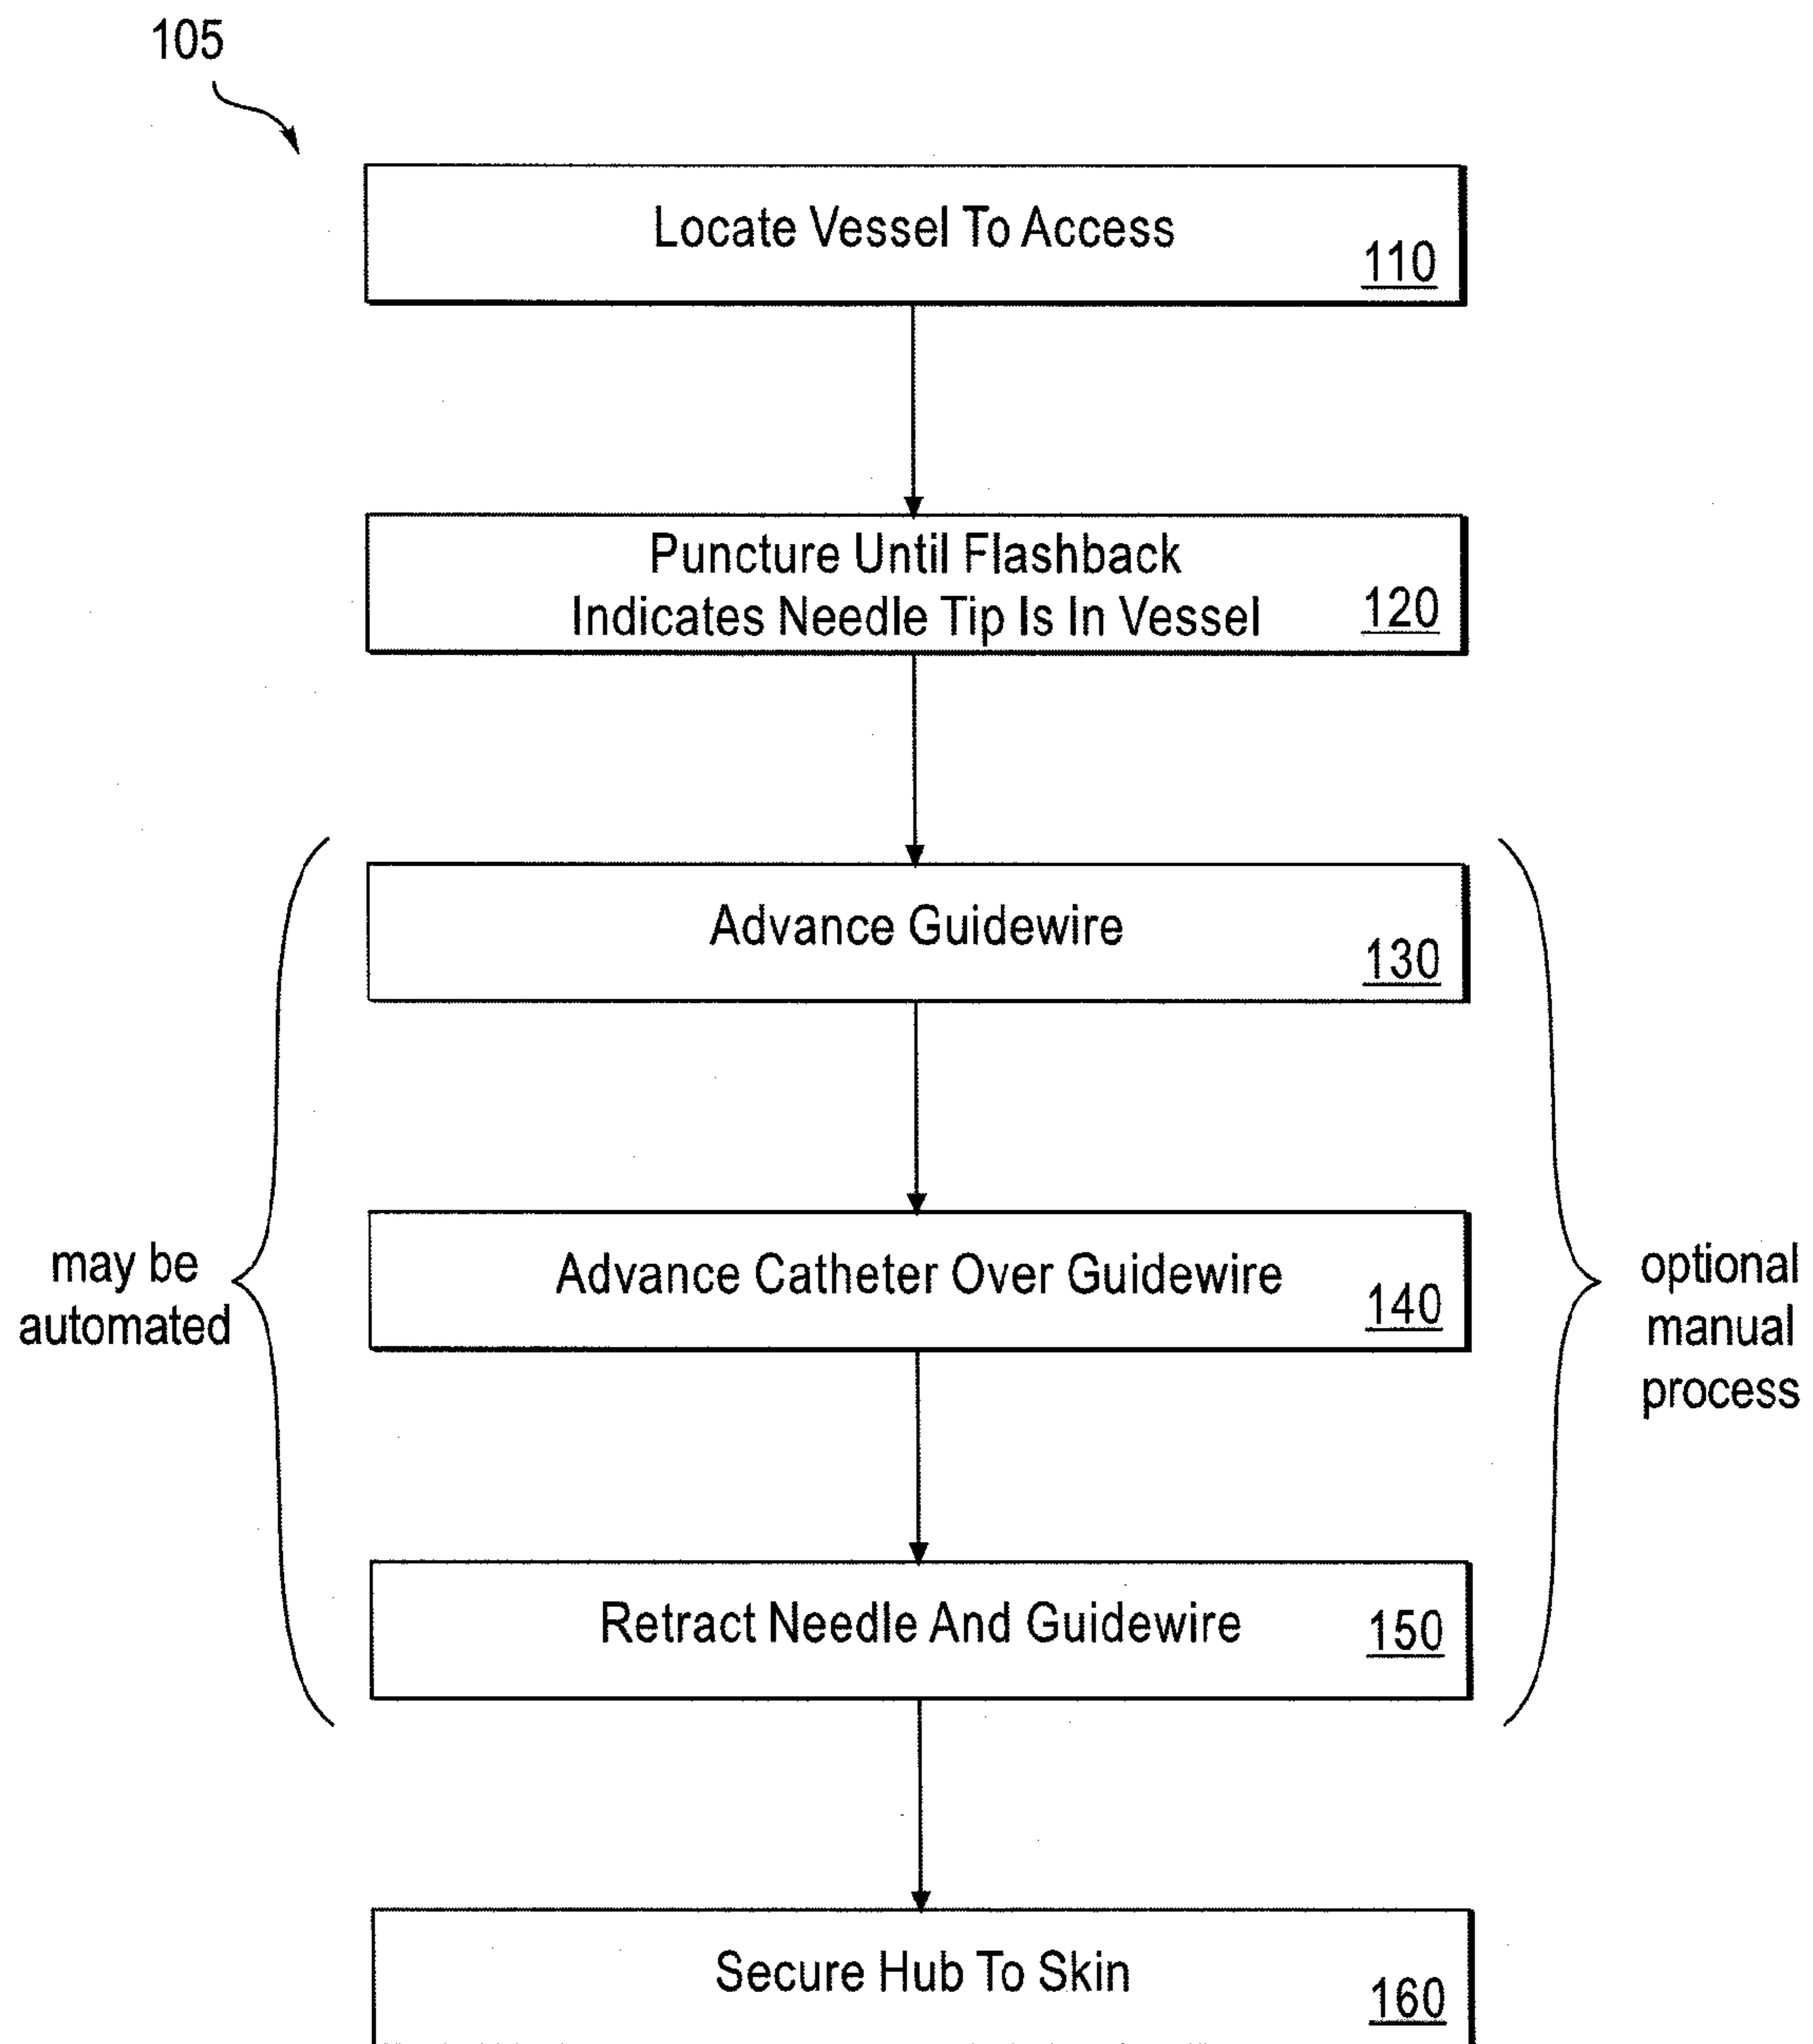 105
Locate Vessel To Access
110
Puncture Until Flashback
Indicates Needle Tip Is In Vessel
120
Advance Guidewire
130
may be
automated
Advance Catheter Over Guidewire
140
optional
manual
process
Retract Needle And Guidewire
150
Secure Hub To Skin
160